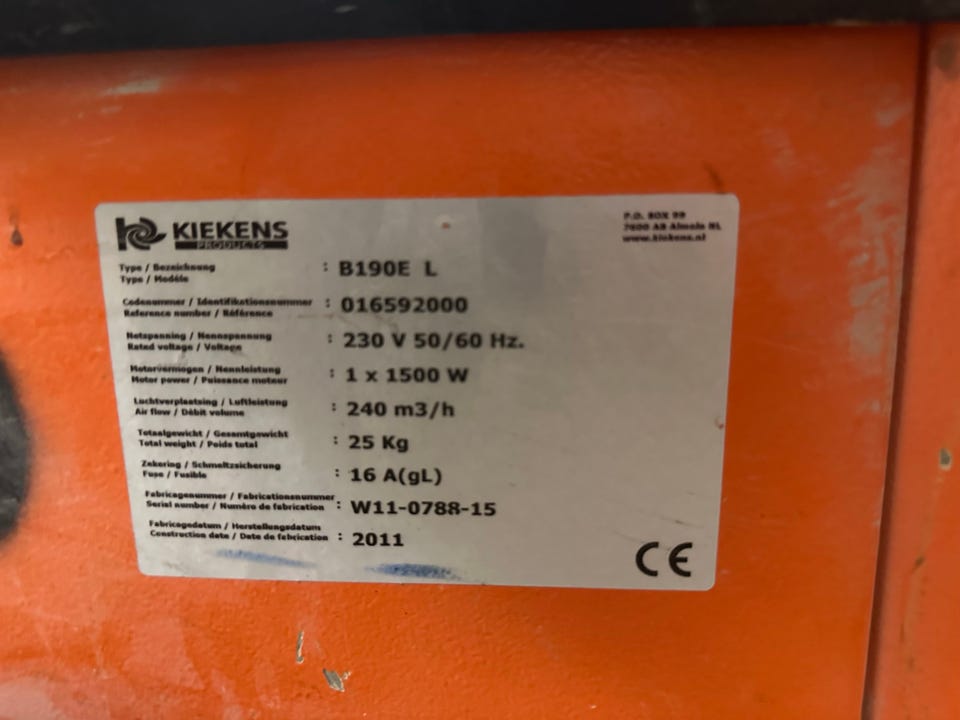 KIEKENS
PRODUCTS
P.O. BOX 99
7600 AB Almelo NL
www.kiekens.nl
Type / Bezeichnung
Type / Modèle : B190E L
Codenummer / Identifikationsnummer
Reference number / Référence : 016592000
Netspanning / Nennspannung
Rated voltage / Voltage : 230 V 50/60 Hz.
Motorvermogen / Nennleistung
Motor power / Puissance moteur : 1 x 1500 W
Luchtverplaatsing / Luftleistung
Air flow / Débit volume : 240 m3/h
Totaalgewicht / Gesamtgewicht
Total weight / Poids total : 25 Kg
Zekering / Schmeltzsicherung
Fuse / Fusible : 16 A(gL)
Fabricagenummer / Fabricationsnummer
Serial number / Numéro de fabrication : W11-0788-15
Fabricagedatum / Herstellungsdatum
Construction date / Date de fabrication : 2011
CE